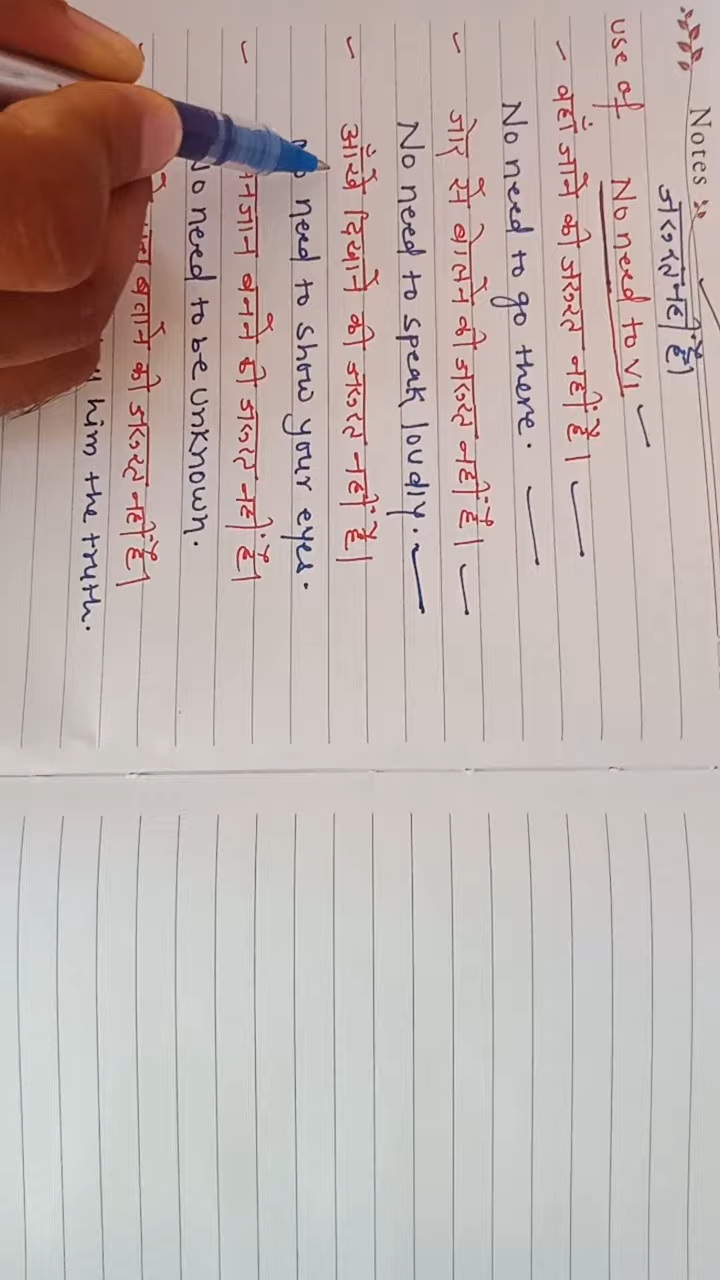 Notes
जरूरत नहीं है।
use of No need to V1
वहाँ जाने की जरूरत नहीं है।
No need to go there.
जोर से बोलने की जरूरत नहीं है।
No need to speak loudly.
आँखें दिखाने की जरूरत नहीं है।
need to show your eyes.
बनने की जरूरत नहीं है।
No need to be unknown.
बताने की जरूरत नहीं है।
him the truth.